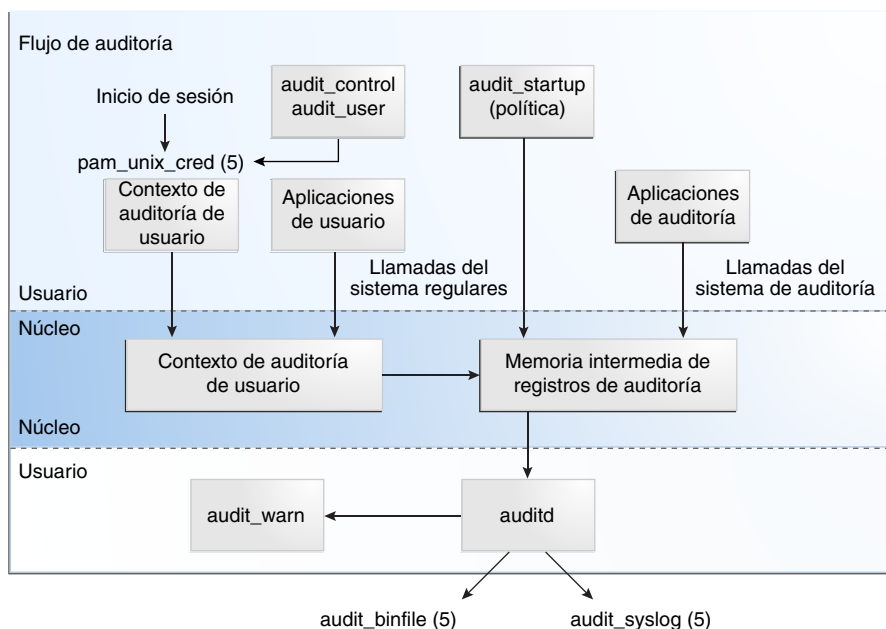 Flujo de auditoría
Inicio de sesión
audit_control
audit_user
audit_startup
(política)
pam_unix_cred (5)
Contexto de
auditoría de
usuario
Aplicaciones
de usuario
Aplicaciones
de auditoría
Llamadas del
sistema regulares
Llamadas del
sistema de auditoría
Usuario
Núcleo
Contexto de auditoría
de usuario
Memoria intermedia de
registros de auditoría
Núcleo
Usuario
audit_warn
auditd
audit_binfile (5)
audit_syslog (5)